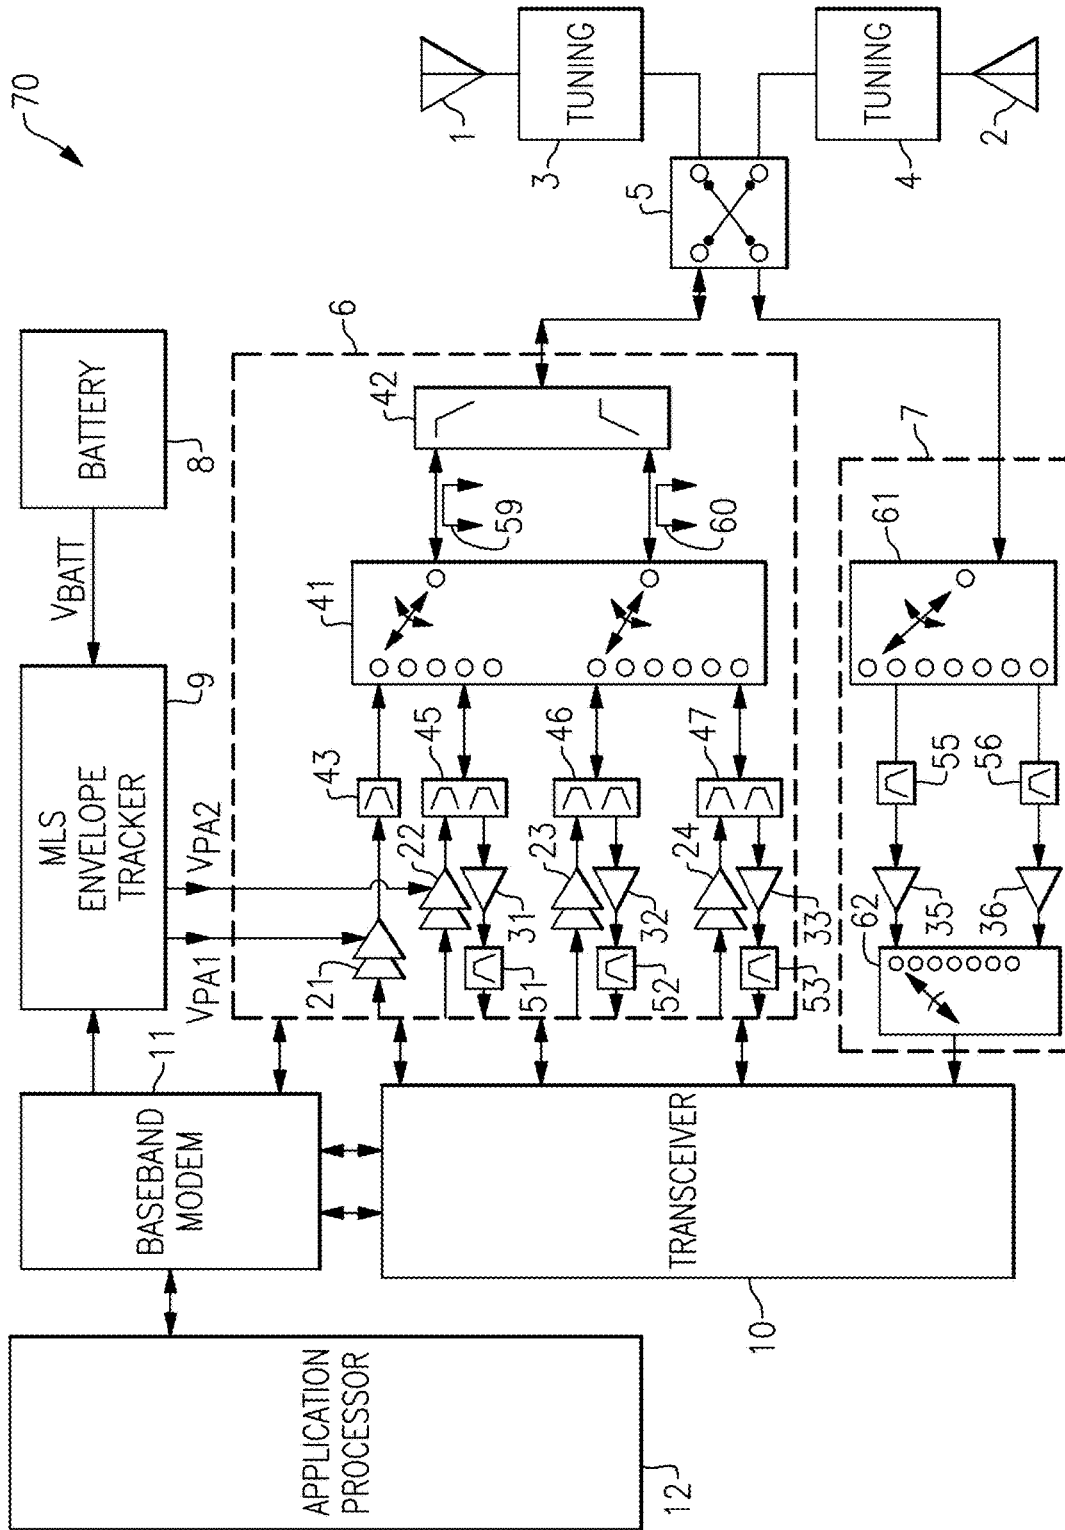 70
APPLICATION
PROCESSOR
12
BASEBAND
MODEM
11
TRANSCEIVER
10
MLS
ENVELOPE
TRACKER
9
VBATT
BATTERY
8
VPA1
VPA2
6
21
22
23
24
31
32
33
51
52
53
43
45
46
47
41
59
60
42
7
62
35
36
55
56
61
5
TUNING
3
1
TUNING
4
2